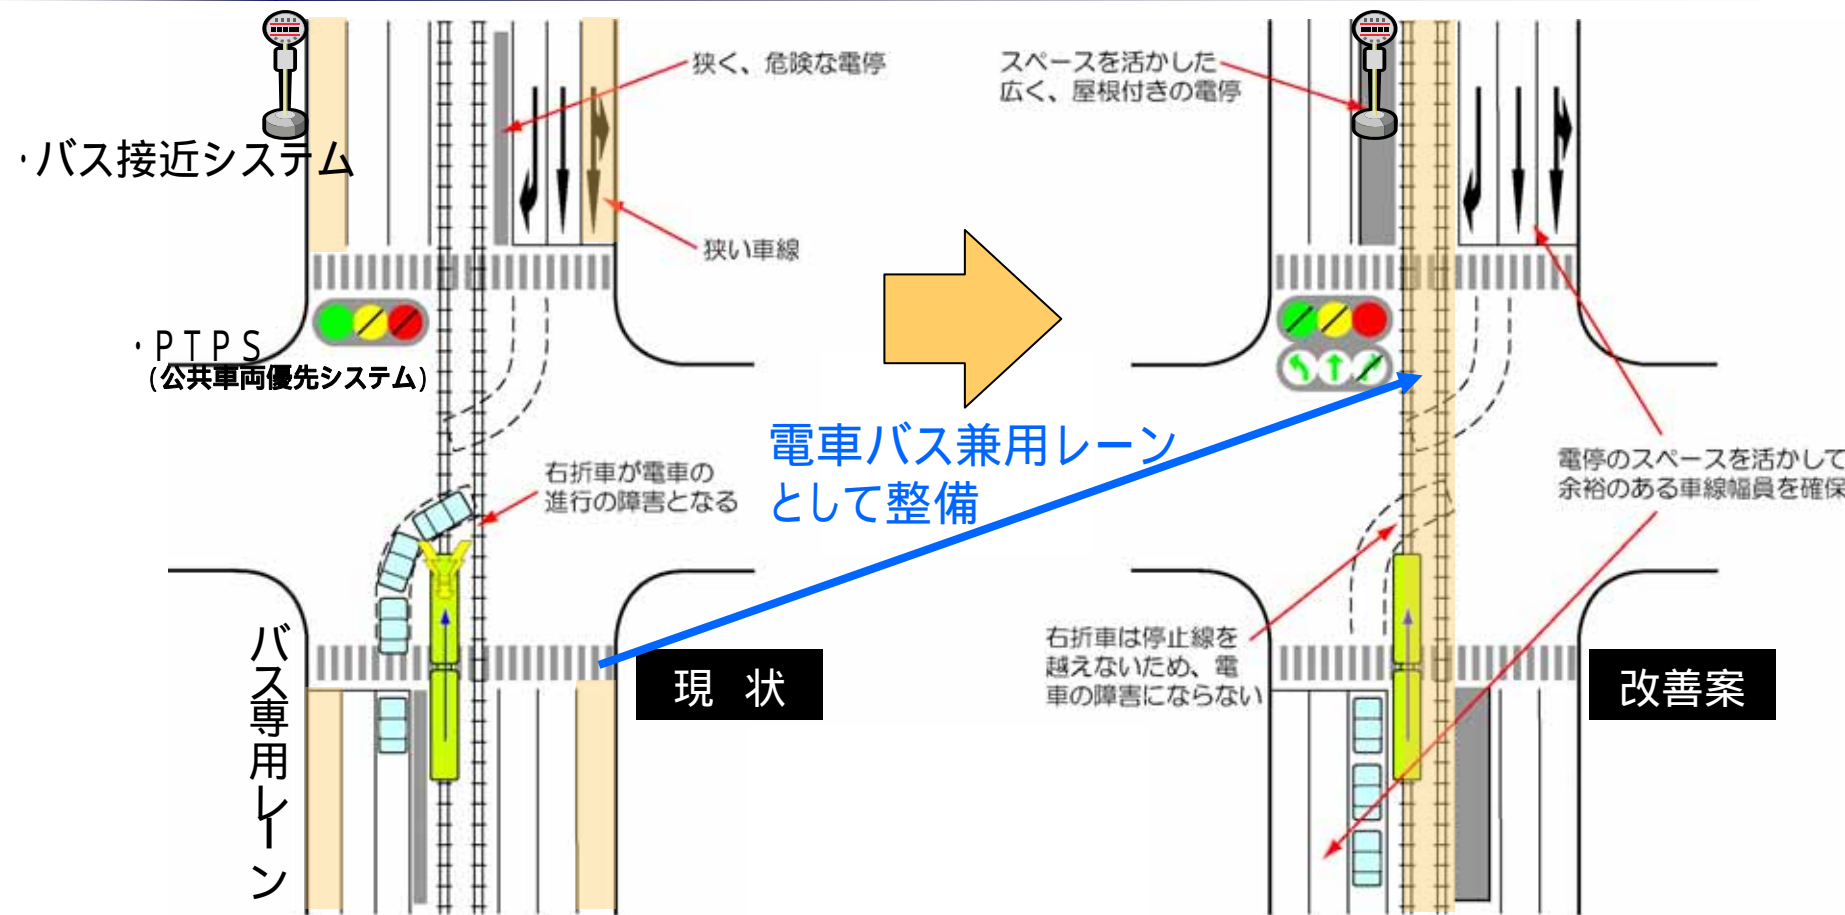 狭く、危険な電停
・バス接近システム
狭い車線
・ＰＴＰＳ
(公共車両優先システム)
右折車が電車の
進行の障害となる
バス専用レーン
現 状
電車バス兼用レーン
として整備
スペースを活かした
広く、屋根付きの電停
電停のスペースを活かして
余裕のある車線幅員を確保
右折車は停止線を
越えないため、電
車の障害にならない
改善案